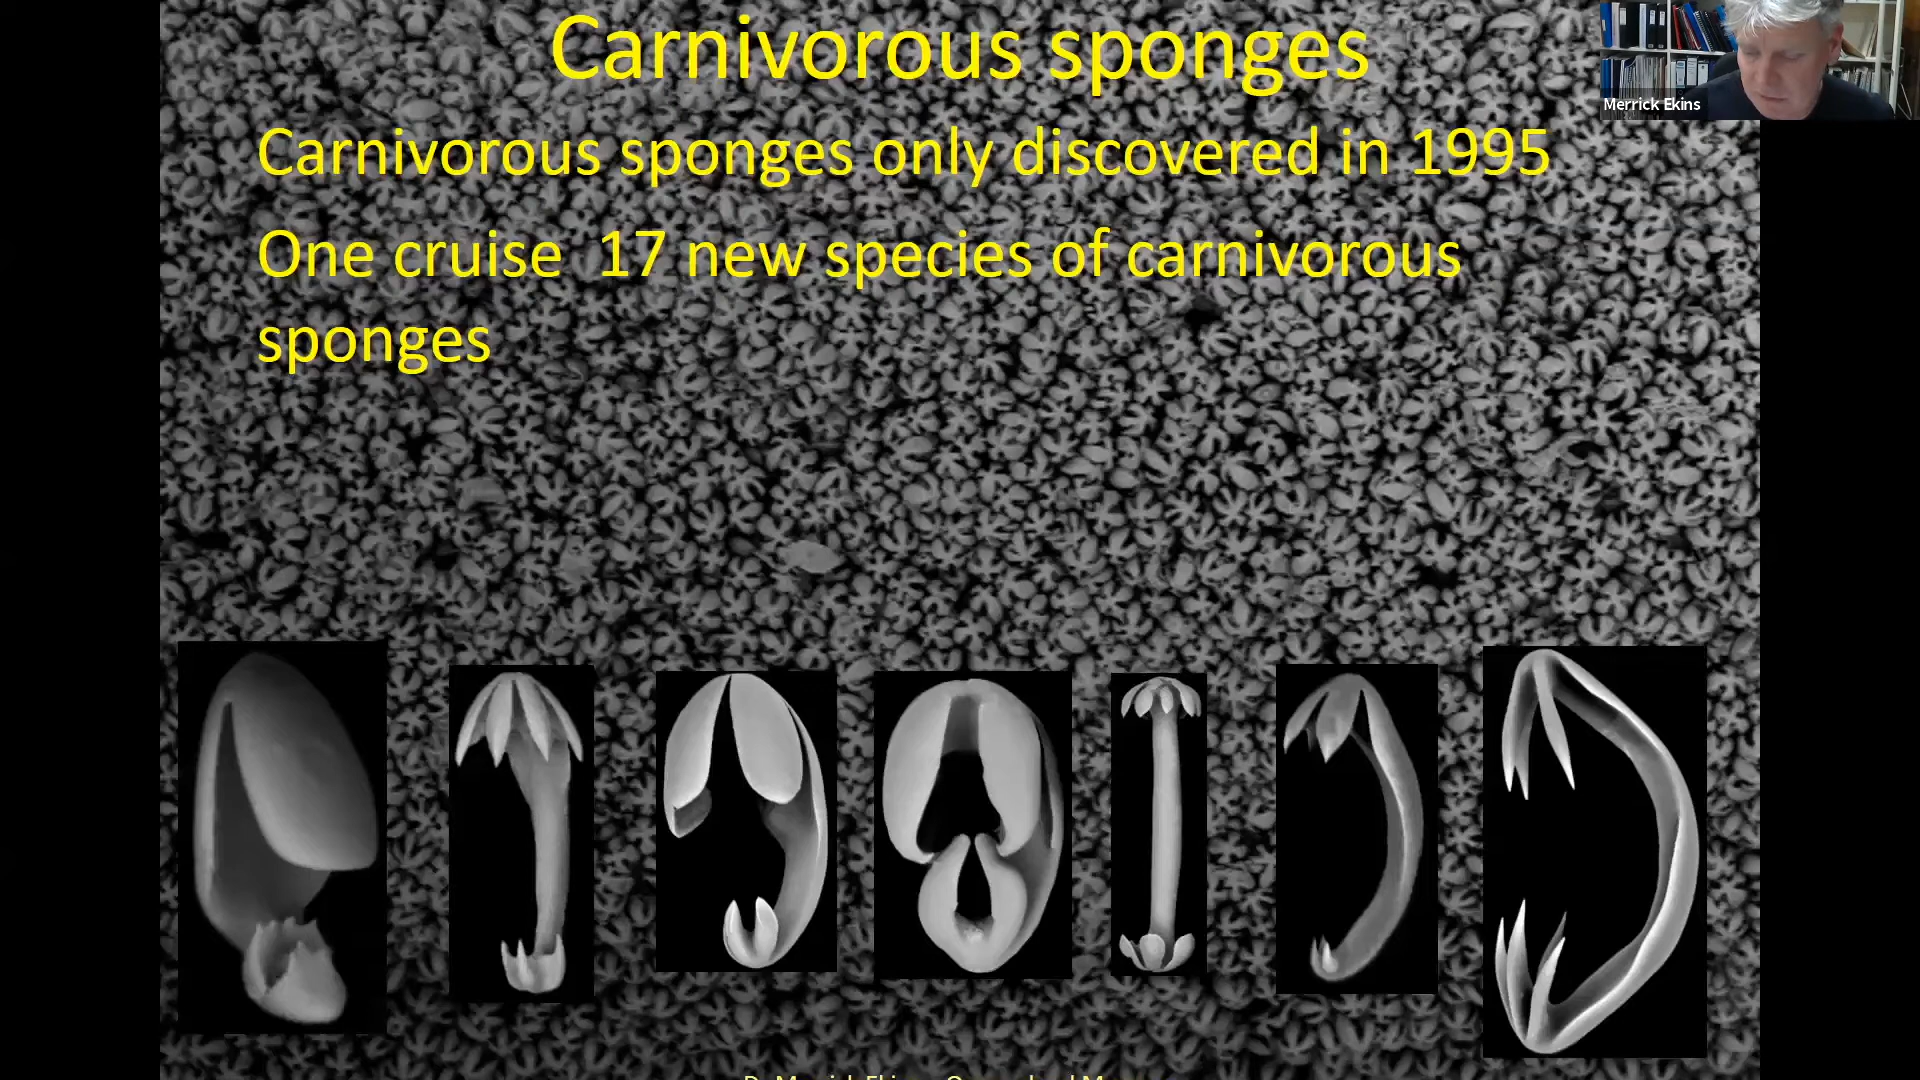 Carnivorous sponges
Merrick Ekins
Carnivorous sponges only discovered in 1995
One cruise  17 new species of carnivorous
sponges